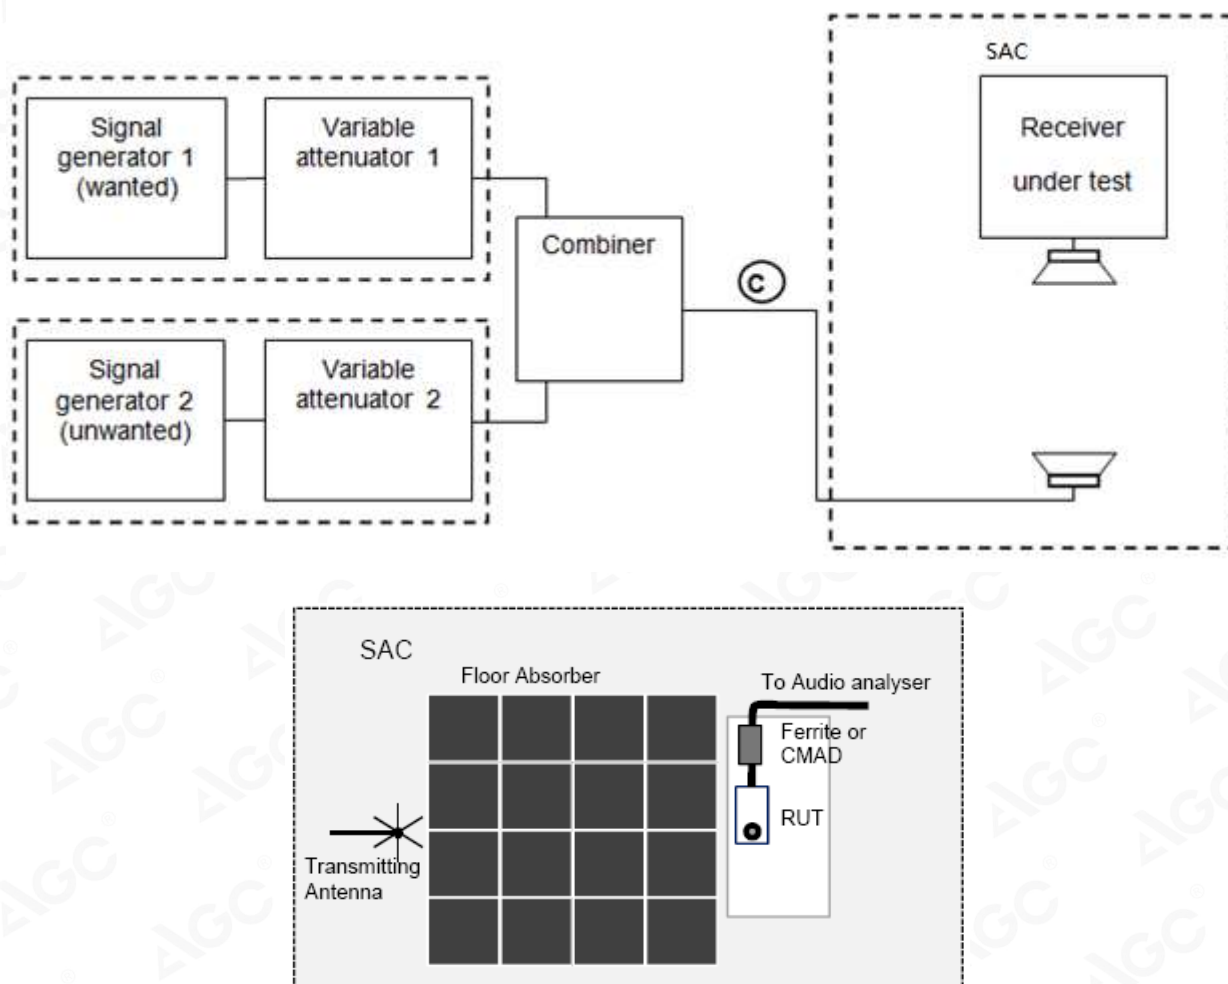 SAC
Receiver
under test
Signal
generator 1
(wanted)
Variable
attenuator 1
Combiner
C
Signal
generator 2
(unwanted)
Variable
attenuator 2
SAC
Floor Absorber
To Audio analyser
Ferrite or
CMAD
RUT
Transmitting
Antenna
AGC